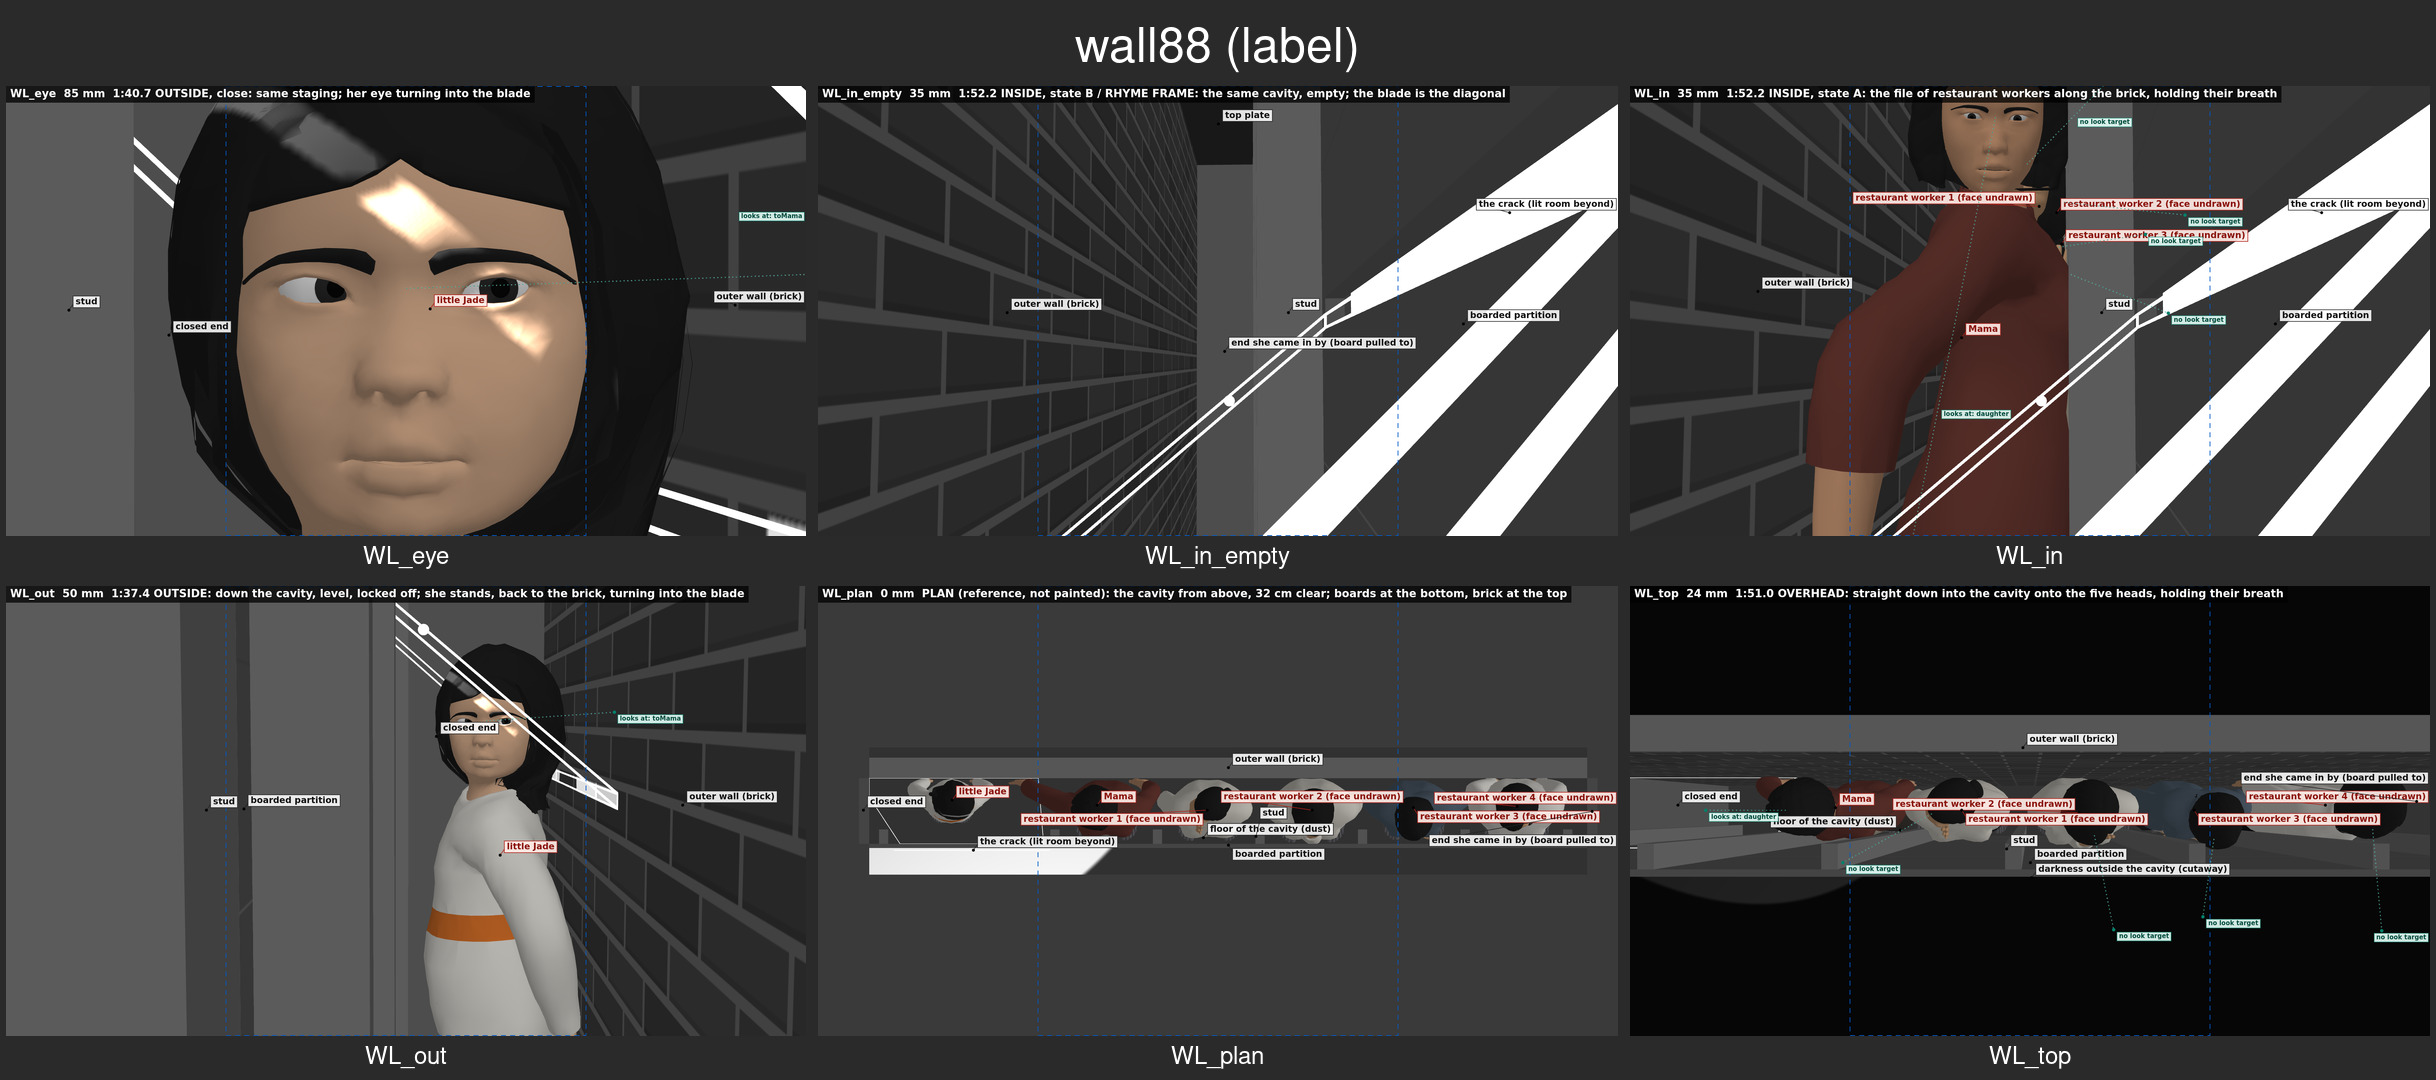 wall88 (label)
WL_eye  85 mm  1:40.7 OUTSIDE, close: same staging; her eye turning into the blade
looks at: toMama
outer wall (brick)
stud
little Jade
closed end
WL_eye
WL_in_empty  35 mm  1:52.2 INSIDE, state B / RHYME FRAME: the same cavity, empty; the blade is the diagonal
top plate
the crack (lit room beyond)
outer wall (brick)
stud
boarded partition
end she came in by (board pulled to)
WL_in_empty
WL_in  35 mm  1:52.2 INSIDE, state A: the file of restaurant workers along the brick, holding their breath
no look target
restaurant worker 1 (face undrawn)
restaurant worker 2 (face undrawn)
the crack (lit room beyond)
no look target
restaurant worker 3 (face undrawn)
no look target
outer wall (brick)
stud
boarded partition
no look target
Mama
looks at: daughter
WL_in
WL_out  50 mm  1:37.4 OUTSIDE: down the cavity, level, locked off; she stands, back to the brick, turning into the blade
looks at: toMama
closed end
outer wall (brick)
stud
boarded partition
little Jade
WL_out
WL_plan  0 mm  PLAN (reference, not painted): the cavity from above, 32 cm clear; boards at the bottom, brick at the top
outer wall (brick)
little Jade
closed end
Mama
restaurant worker 2 (face undrawn)
restaurant worker 4 (face undrawn)
stud
restaurant worker 1 (face undrawn)
restaurant worker 3 (face undrawn)
floor of the cavity (dust)
the crack (lit room beyond)
end she came in by (board pulled to)
boarded partition
WL_plan
WL_top  24 mm  1:51.0 OVERHEAD: straight down into the cavity onto the five heads, holding their breath
outer wall (brick)
end she came in by (board pulled to)
closed end
Mama
restaurant worker 4 (face undrawn)
restaurant worker 2 (face undrawn)
looks at: daughter
floor of the cavity (dust)
restaurant worker 1 (face undrawn)
restaurant worker 3 (face undrawn)
stud
boarded partition
no look target
darkness outside the cavity (cutaway)
no look target
no look target
no look target
WL_top